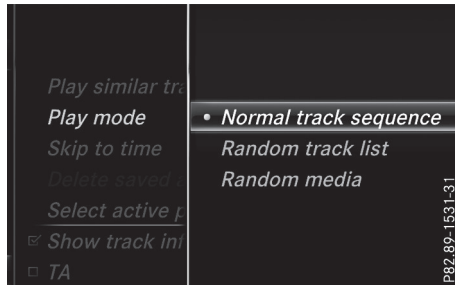 Play similar tra
Play mode
Skip to time
Delete saved
Select active p
Show track inf
TA
Normal track sequence
Random track list
Random media
P82.89-1531-31